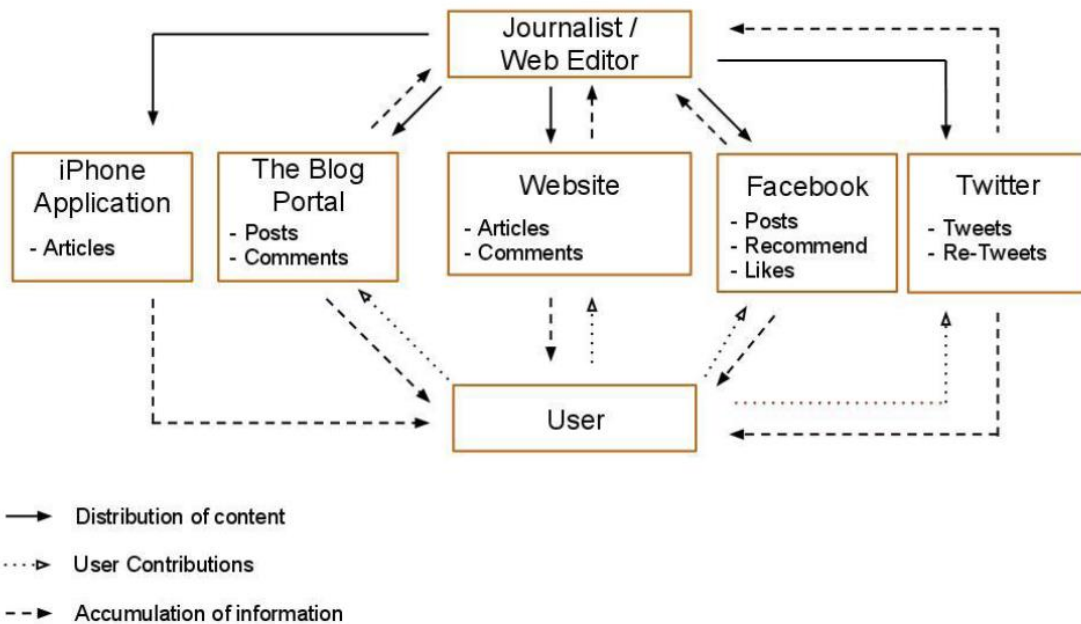 Journalist /
Web Editor
iPhone
Application
- Articles
The Blog
Portal
- Posts
- Comments
Website
- Articles
- Comments
Facebook
- Posts
- Recommend
- Likes
Twitter
- Tweets
- Re-Tweets
User
Distribution of content
User Contributions
Accumulation of information